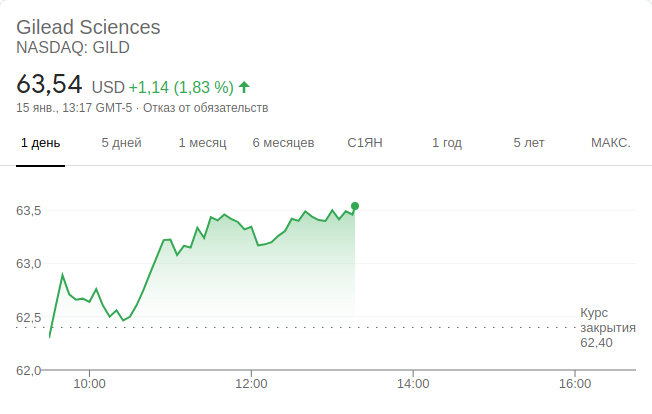 Gilead Sciences
NASDAQ: GILD
63,54 USD +1,14 (1,83 %)
15 янв., 13:17 GMT-5 · Отказ от обязательств
1 день 5 дней 1 месяц 6 месяцев С1ЯН 1 год 5 лет МАКС.
63,5
63,0
62,5
Курс
закрытия
62,40
62,0
10:00 12:00 14:00 16:00